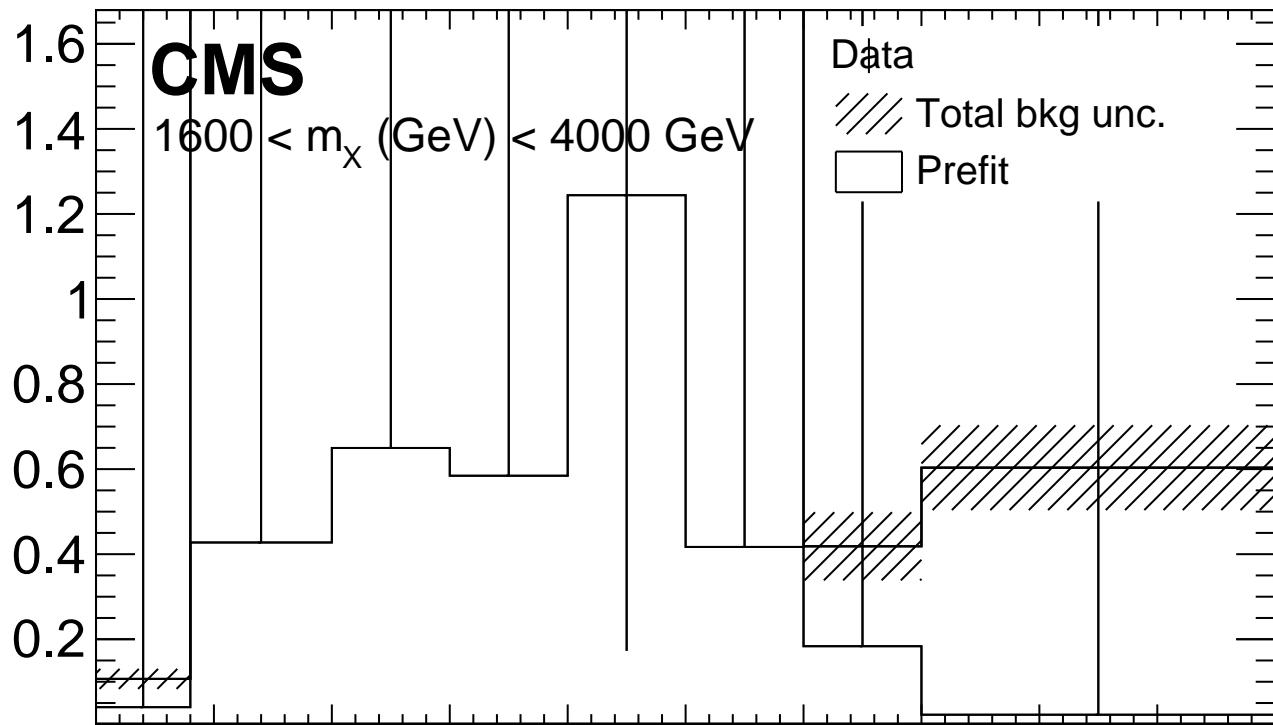 CMS
1600 < mX (GeV) < 4000 GeV
Data
Total bkg unc.
Prefit
1.6
1.4
1.2
1
0.8
0.6
0.4
0.2